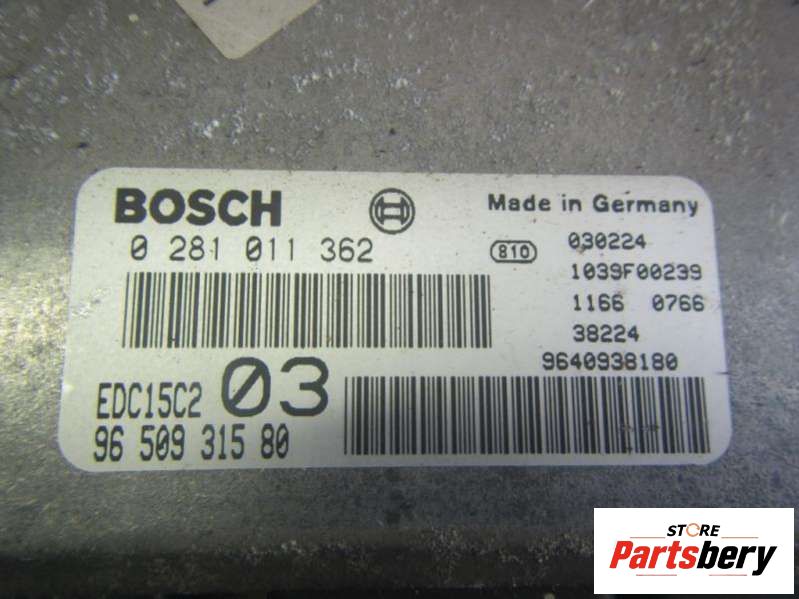 BOSCH
Made in Germany
0 281 011 362
810
030224
1039F00239
1166 0766
38224
9640938180
EDC15C2
03
96 509 315 80
STORE
Partsbery